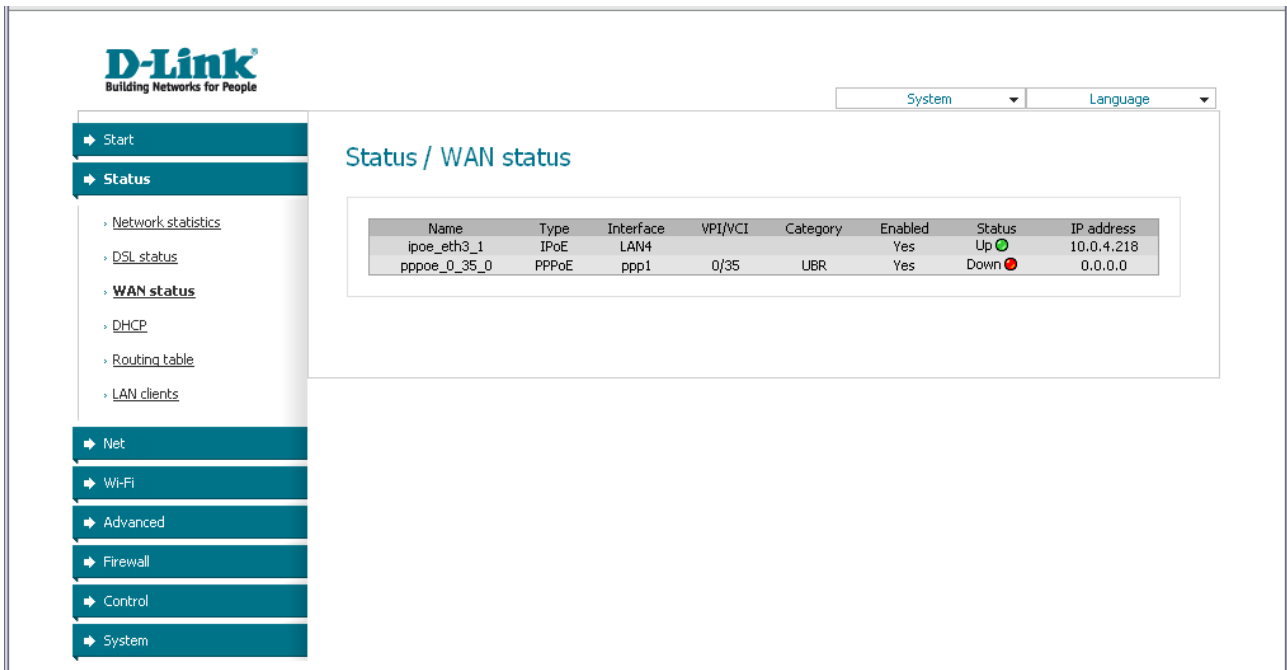 D-Link®
Building Networks for People
System Language
Start
Status
Network statistics
DSL status
WAN status
DHCP
Routing table
LAN clients
Net
Wi-Fi
Advanced
Firewall
Control
System
Status / WAN status
Name Type Interface VPI/VCI Category Enabled Status IP address
ipoe_eth3_1 IPoE LAN4 Yes Up 10.0.4.218
pppoe_0_35_0 PPPoE ppp1 0/35 UBR Yes Down 0.0.0.0